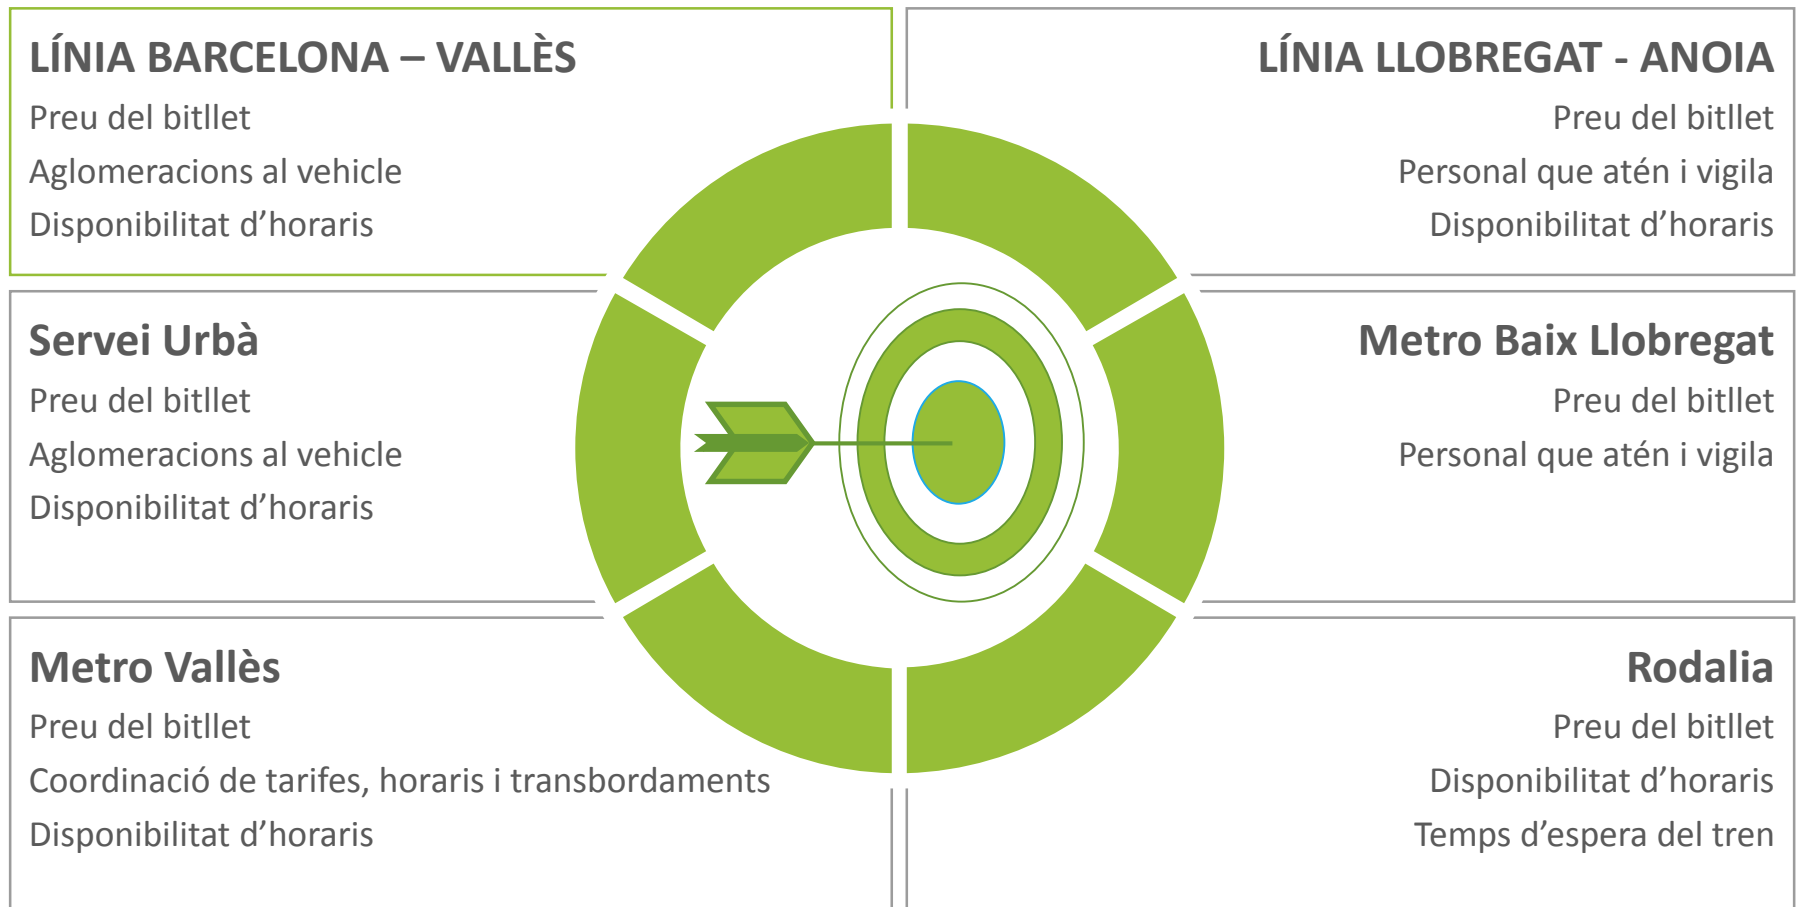 LÍNIA BARCELONA – VALLÈS
Preu del bitllet
Aglomeracions al vehicle
Disponibilitat d’horaris
LÍNIA LLOBREGAT - ANOIA
Preu del bitllet
Personal que atén i vigila
Disponibilitat d’horaris
Servei Urbà
Preu del bitllet
Aglomeracions al vehicle
Disponibilitat d’horaris
Metro Baix Llobregat
Preu del bitllet
Personal que atén i vigila
Metro Vallès
Preu del bitllet
Coordinació de tarifes, horaris i transbordaments
Disponibilitat d’horaris
Rodalia
Preu del bitllet
Disponibilitat d’horaris
Temps d’espera del tren